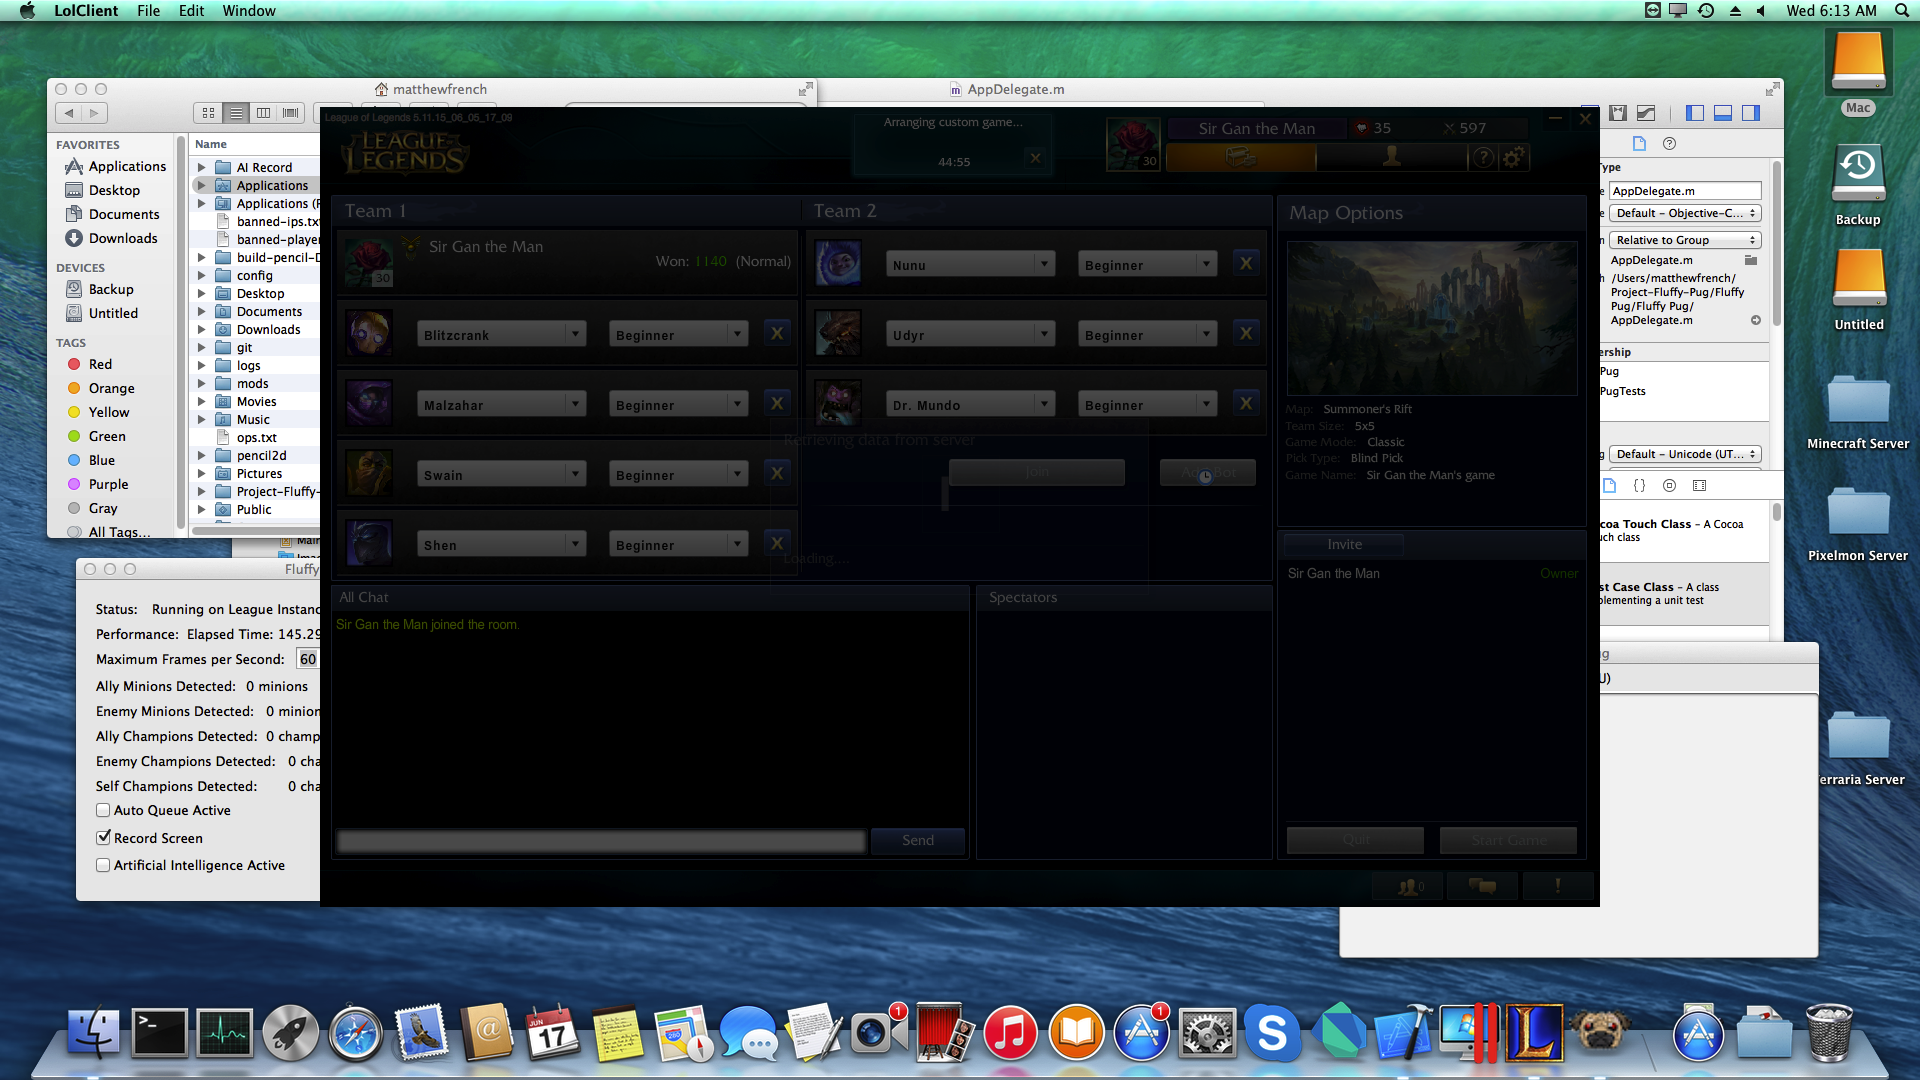 LolClient File Edit Window
Wed 6:13 AM
matthewfrench
AppDelegate.m
FAVORITES
Applications
Desktop
Documents
Downloads
DEVICES
Backup
Untitled
TAGS
Red
Orange
Yellow
Green
Blue
Purple
Gray
All Tags...
Name
AI Record
Applications
Applications (
banned-ips.tx
banned-player
build-pencil-D
config
Desktop
Documents
Downloads
git
logs
mods
Movies
Music
ops.txt
pencil2d
Pictures
Project-Fluffy-
Public
Main
Fluffy
Status: Running on League Instanc
Performance: Elapsed Time: 145.29
Maximum Frames per Second: 60
Ally Minions Detected: 0 minions
Enemy Minions Detected: 0 minion
Ally Champions Detected: 0 champ
Enemy Champions Detected: 0 cha
Self Champions Detected: 0 cha
Auto Queue Active
Record Screen
Artificial Intelligence Active
League of Legends 5.11.15_06_05_17_09
LEAGUE of LEGENDS
Arranging custom game...
44:55
30
Sir Gan the Man
35
597
Team 1
Sir Gan the Man
30
Won: 1140 (Normal)
Blitzcrank Beginner X
Malzahar Beginner X
Swain Beginner X
Shen Beginner X
Team 2
Nunu Beginner X
Udyr Beginner X
Dr. Mundo Beginner X
Retrieving data from server
Join
Add Bot
Loading....
Map Options
Map: Summoner's Rift
Team Size: 5x5
Game Mode: Classic
Pick Type: Blind Pick
Game Name: Sir Gan the Man's game
Invite
Sir Gan the Man Owner
All Chat
Sir Gan the Man joined the room.
Send
Spectators
Quit
Start Game
0
Type
AppDelegate.m
Default - Objective-C...
Relative to Group
AppDelegate.m
/Users/matthewfrench/
Project-Fluffy-Pug/Fluffy
Pug/Fluffy Pug/
AppDelegate.m
ership
Pug
PugTests
Default - Unicode (UT...
{}
coa Touch Class - A Cocoa
uch class
st Case Class - A class
plementing a unit test
ug
U)
Mac
Backup
Untitled
Minecraft Server
Pixelmon Server
erraria Server
JUN
17
1
1